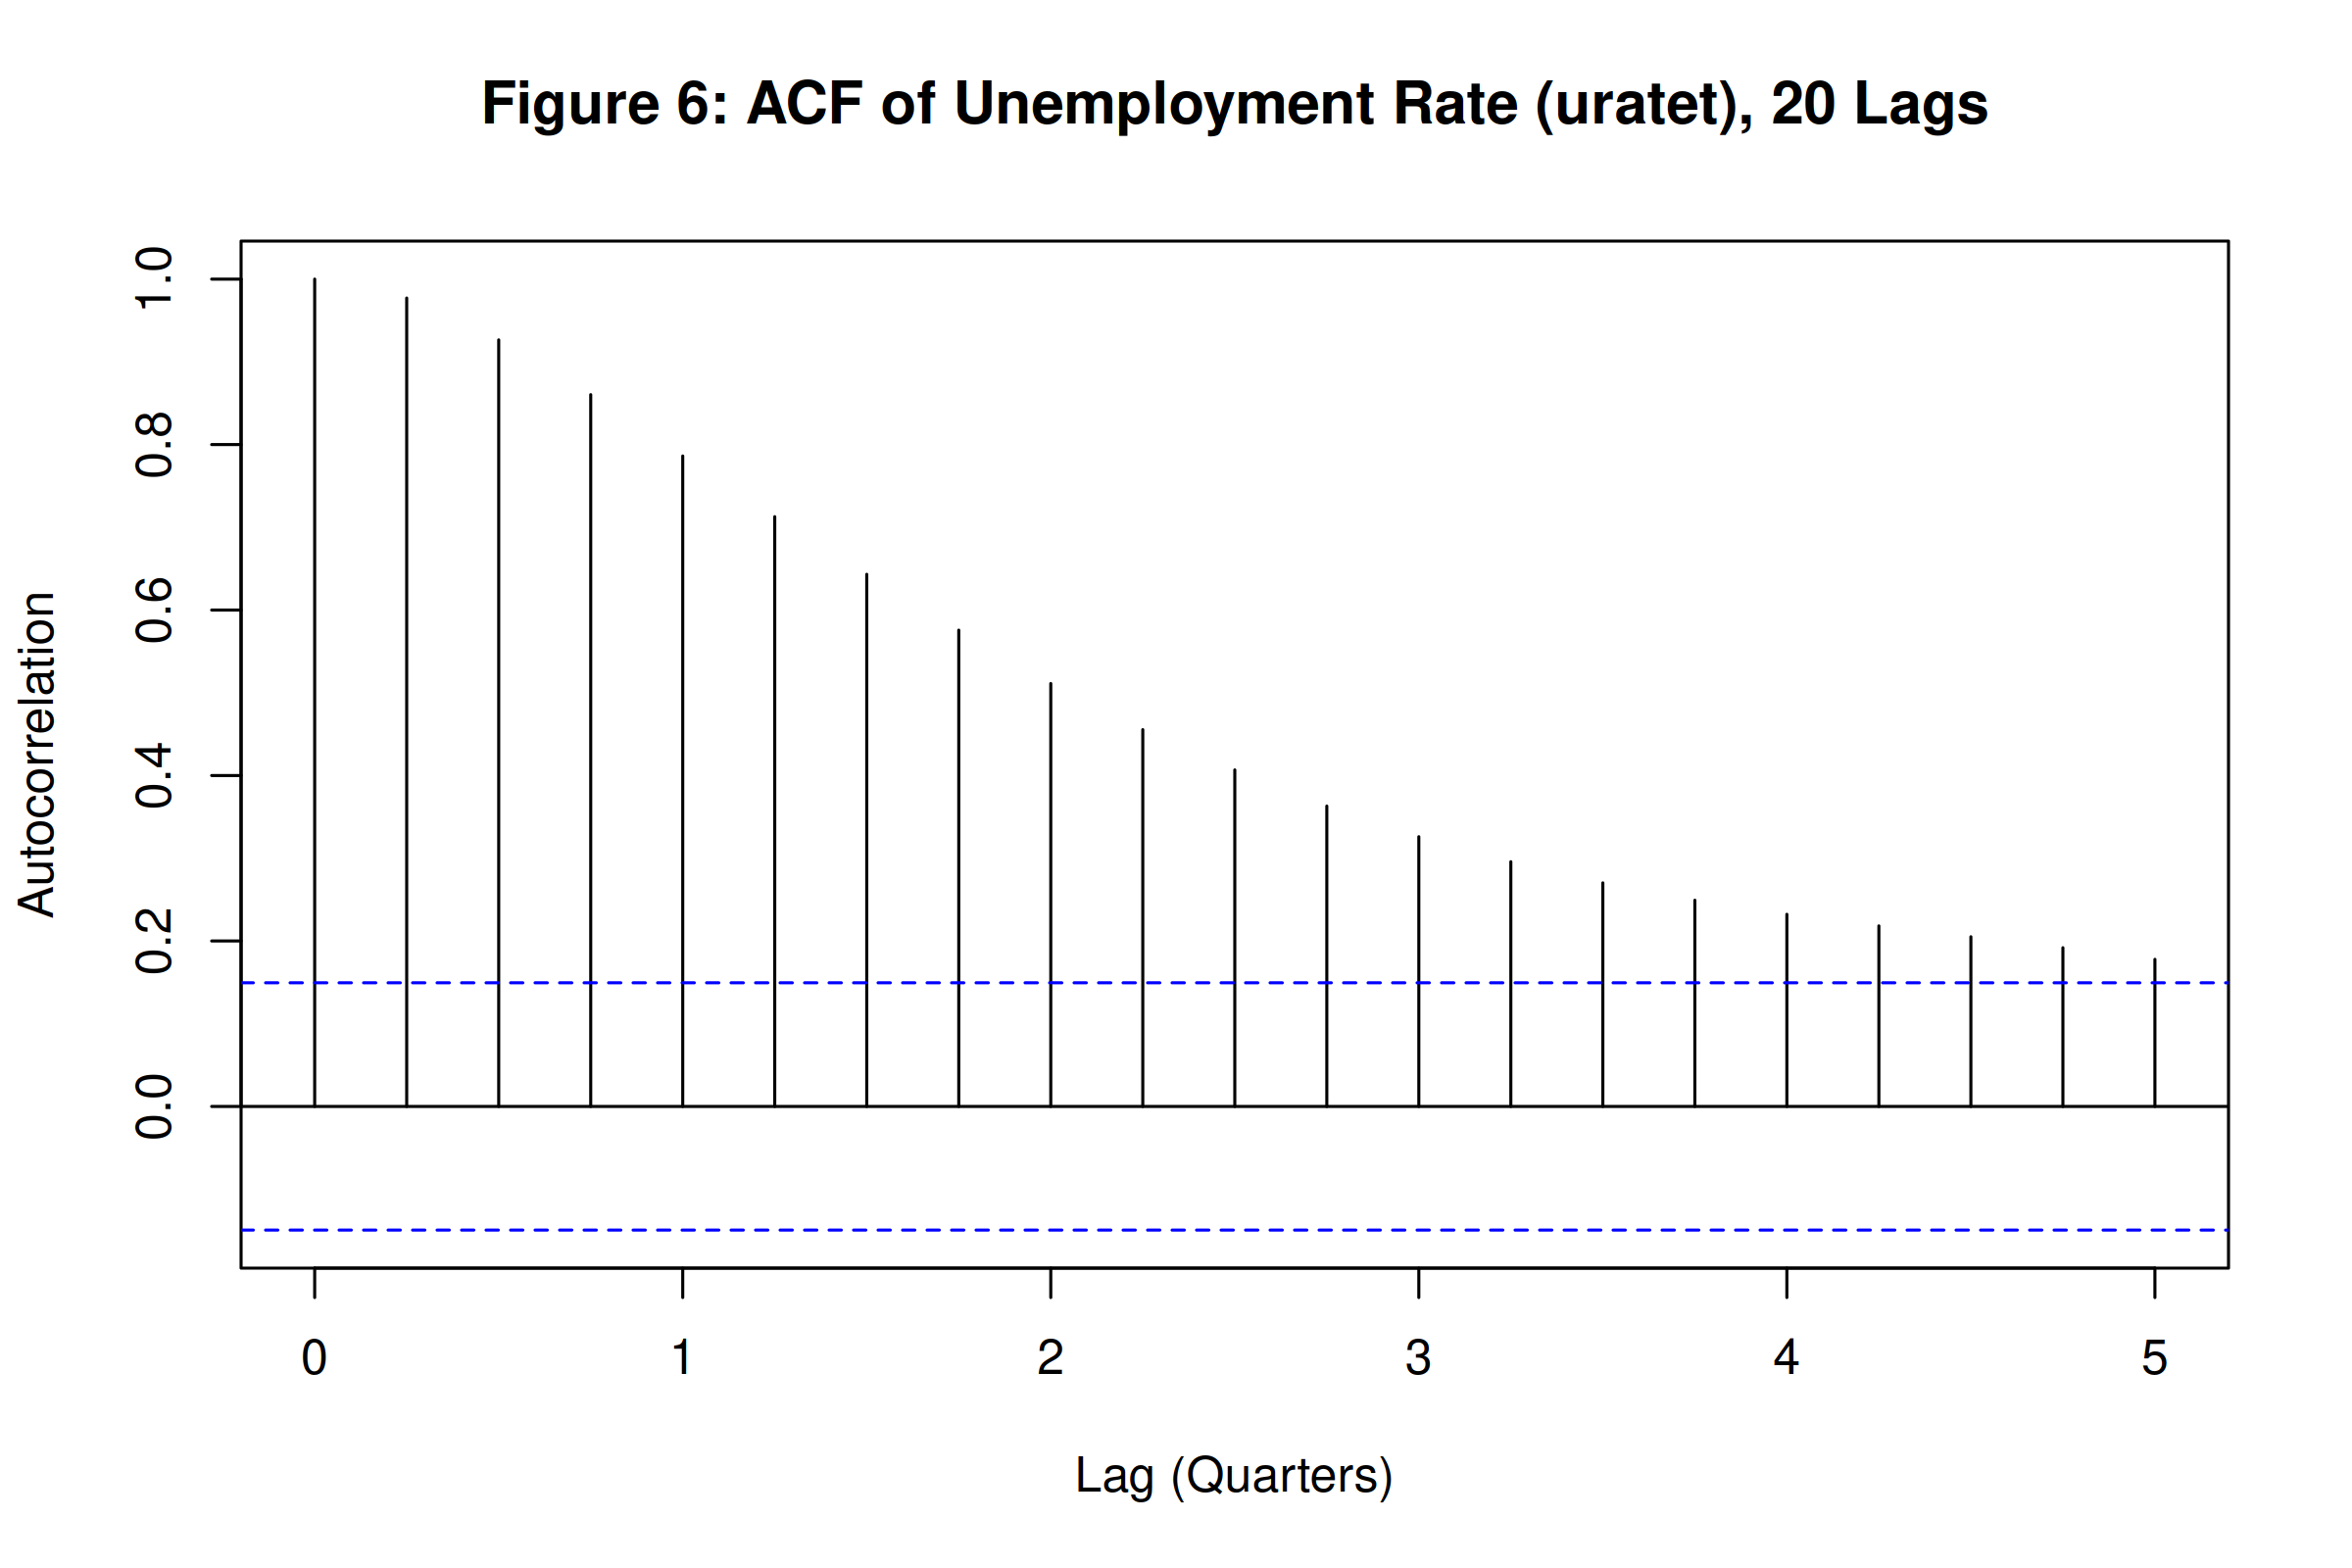 Figure 6: ACF of Unemployment Rate (uratet), 20 Lags
Autocorrelation
1.0
0.8
0.6
0.4
0.2
0.0
0 1 2 3 4 5
Lag (Quarters)